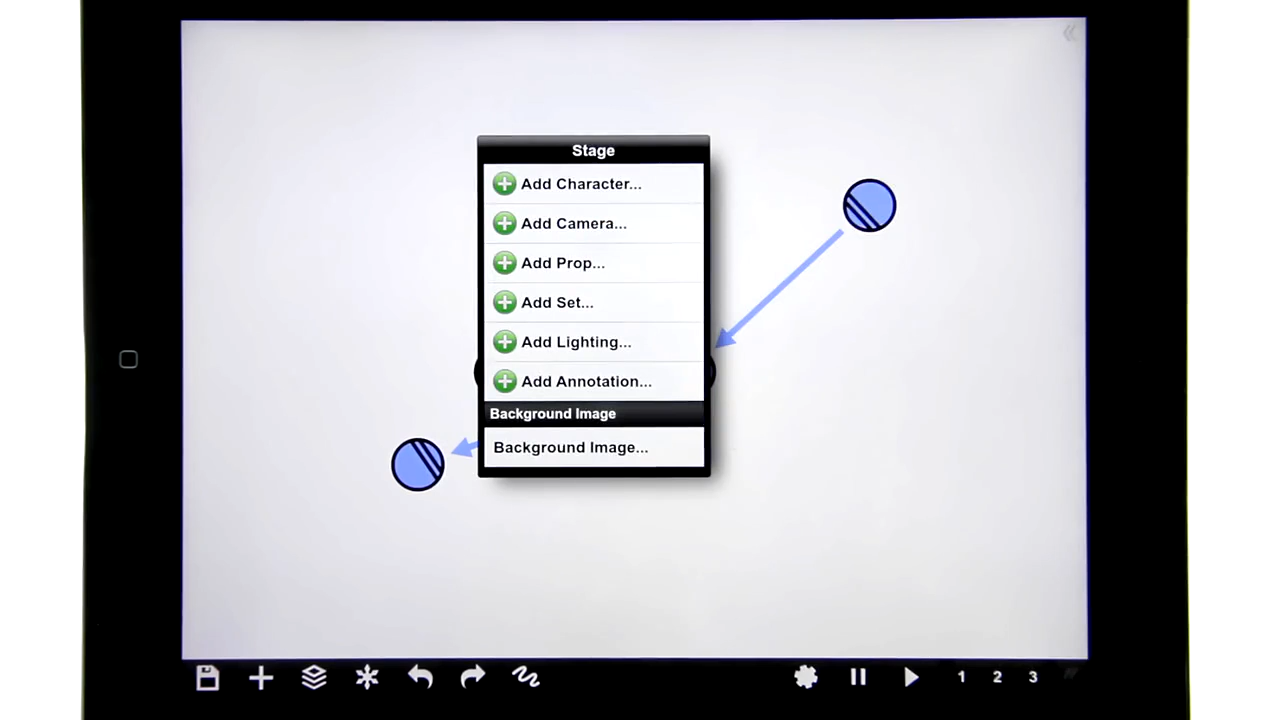 Stage
Add Character...
Add Camera...
Add Prop...
Add Set...
Add Lighting...
Add Annotation...
Background Image
Background Image...
1 2 3